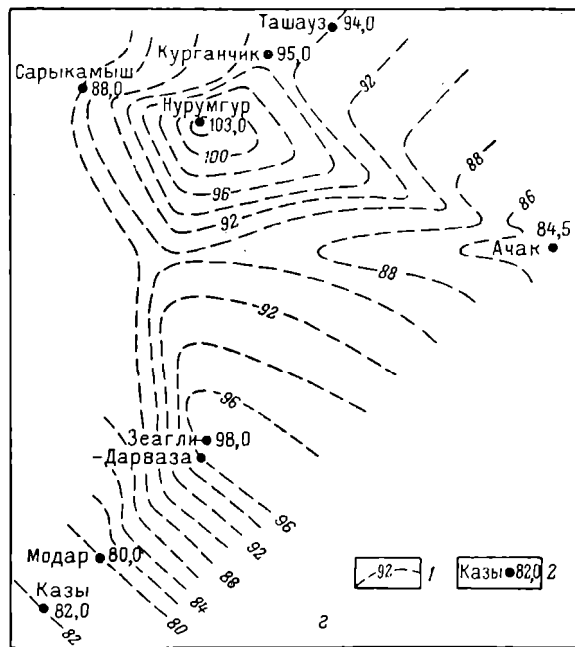 Ташауз 94,0
Курганчик 95,0
Сарыкамыш
88,0
92
Нурумгур
103,0
100
88
96
86
92
84,5
Ачак
88
92
96
Зеагли 98,0
-Дарваза
96
92
Модар 80,0
88
Казы
82,0
84
82
80
92 1
Казы 82,0 2
г